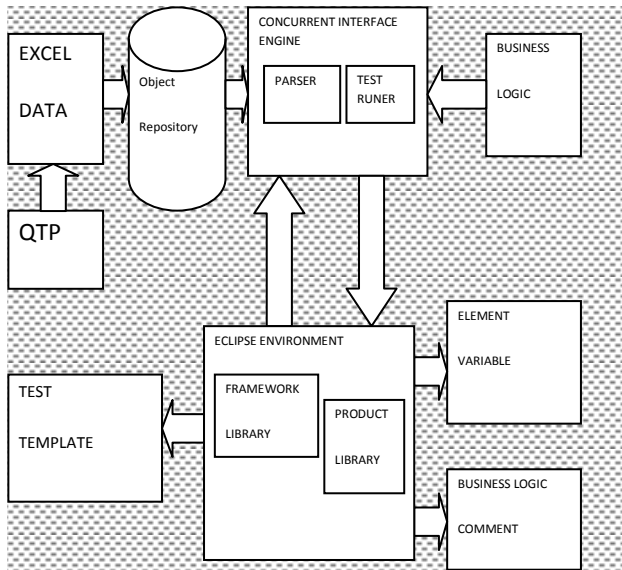 EXCEL
DATA
Object
Repository
CONCURRENT INTERFACE
ENGINE
PARSER
TEST
RUNER
BUSINESS
LOGIC
QTP
ECLIPSE ENVIRONMENT
FRAMEWORK
LIBRARY
PRODUCT
LIBRARY
ELEMENT
VARIABLE
TEST
TEMPLATE
BUSINESS LOGIC
COMMENT